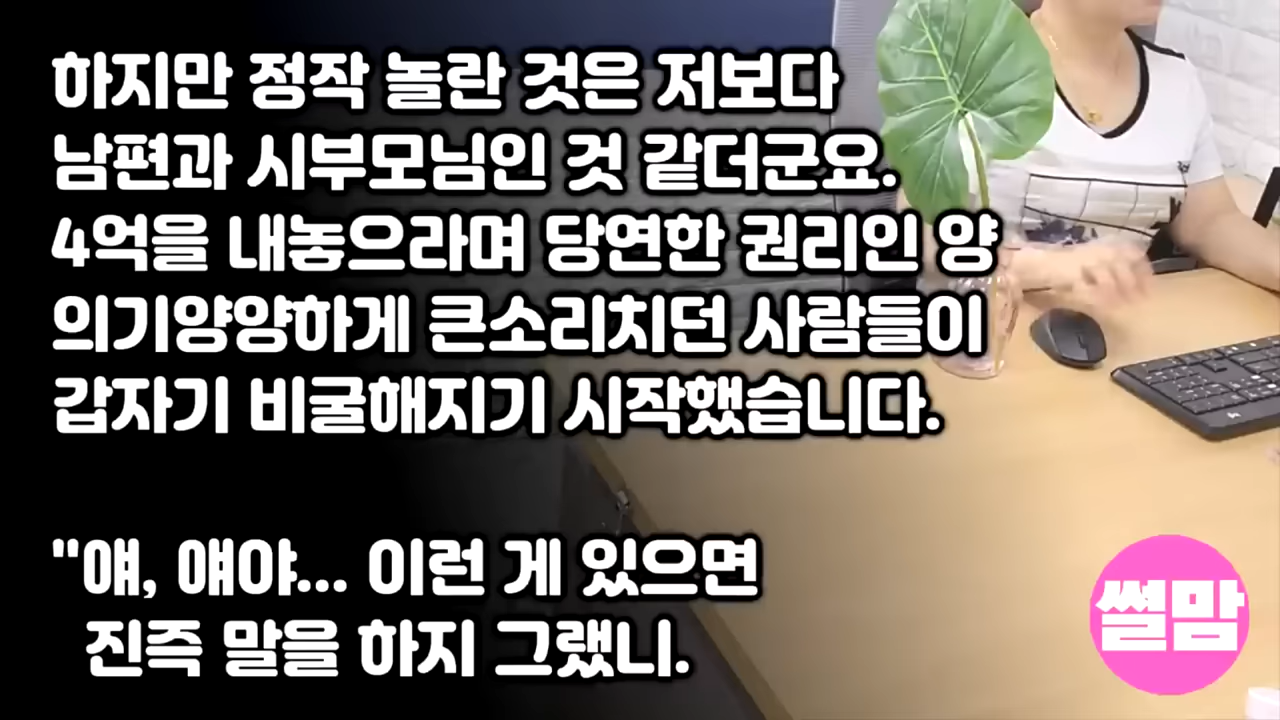 하지만 정작 놀란 것은 저보다
남편과 시부모님인 것 같더군요.
4억을 내놓으라며 당연한 권리인 양
의기양양하게 큰소리치던 사람들이
갑자기 비굴해지기 시작했습니다.
"얘, 얘야... 이런 게 있으면
진즉 말을 하지 그랬니.
썰맘